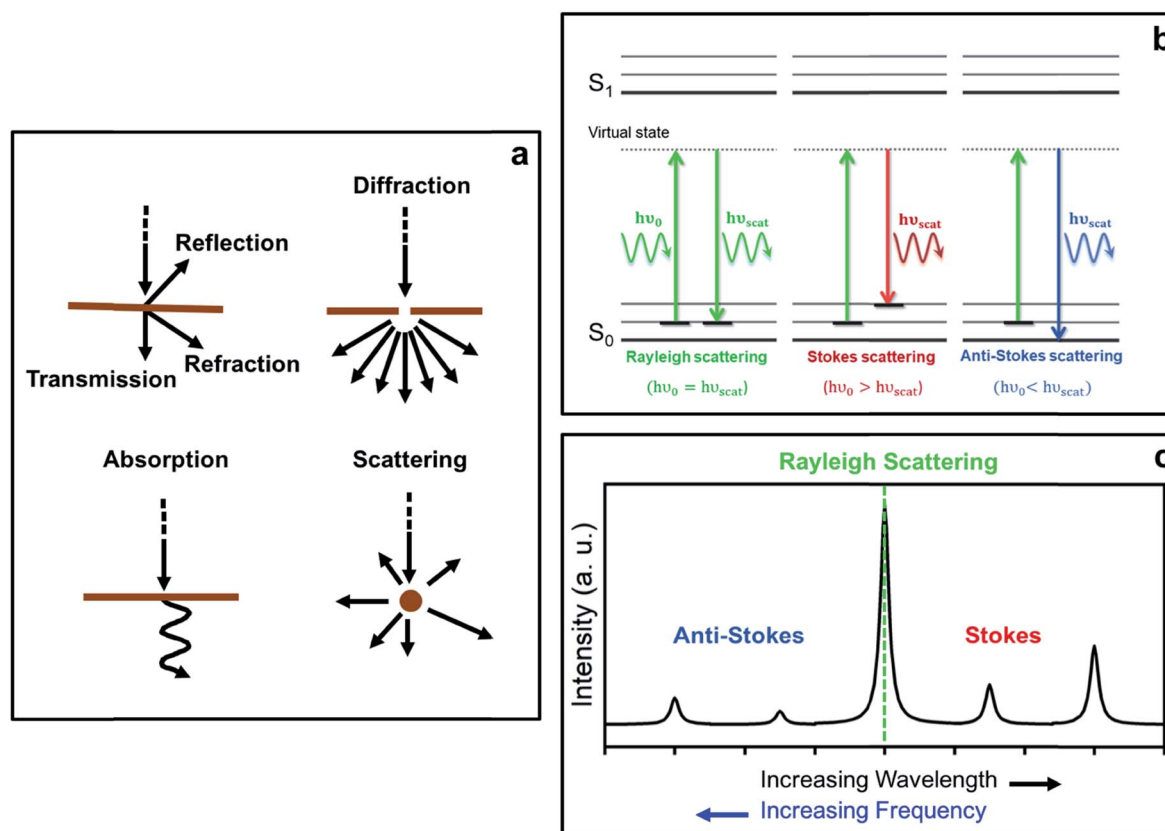 a
Diffraction
Reflection
Refraction
Transmission
Absorption
Scattering
b
S₁
Virtual state
hυ₀
hυscat
hυscat
hυscat
S₀
Rayleigh scattering
Stokes scattering
Anti-Stokes scattering
(hυ₀ = hυscat)
(hυ₀ > hυscat)
(hυ₀< hυscat)
c
Rayleigh Scattering
Intensity (a. u.)
Anti-Stokes
Stokes
Increasing Wavelength
Increasing Frequency